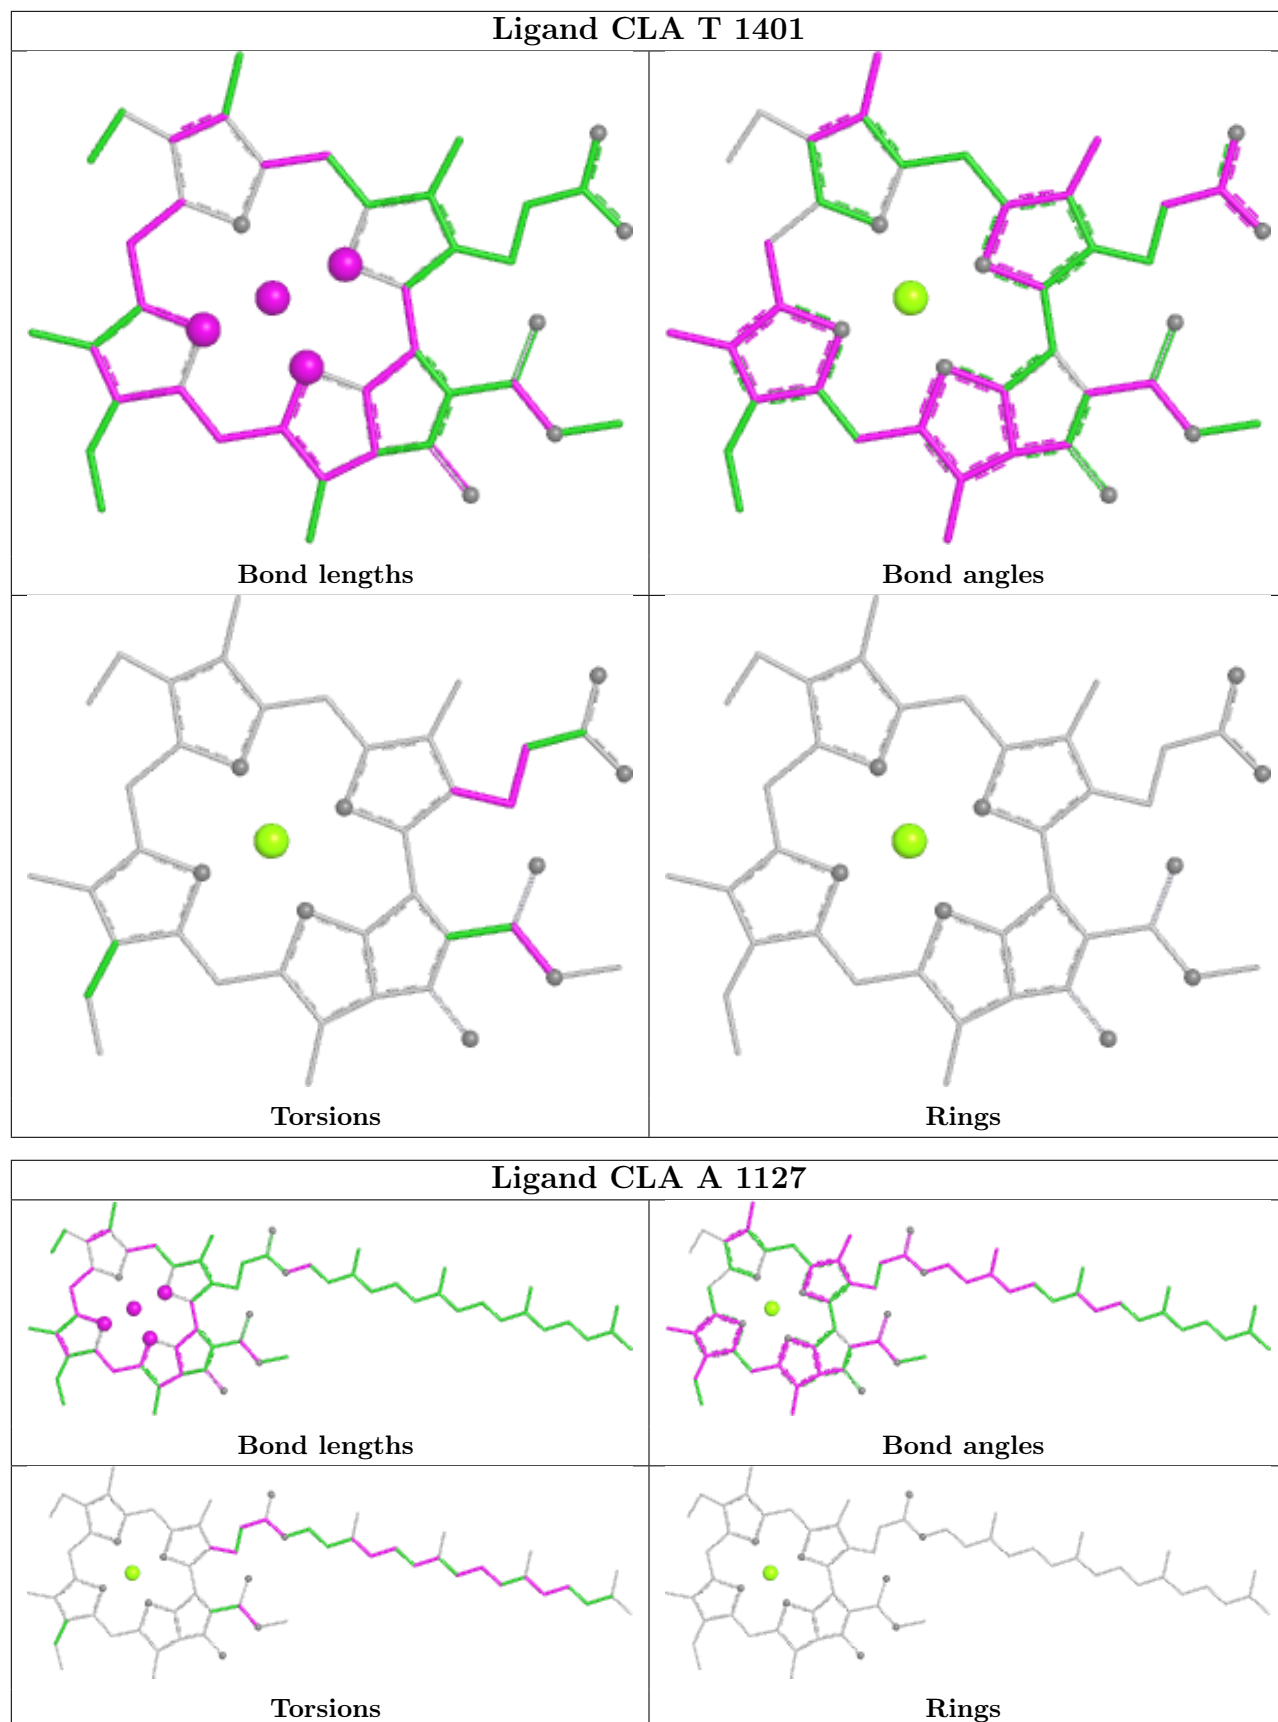 Ligand CLA T 1401
Bond lengths
Bond angles
Torsions
Rings
Ligand CLA A 1127
Bond lengths
Bond angles
Torsions
Rings